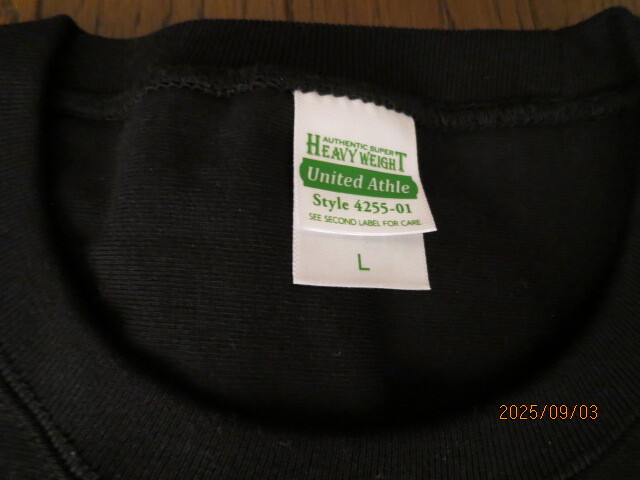 AUTHENTIC SUPER
HEAVY WEIGHT
United Athle
Style 4255-01
SEE SECOND LABEL FOR CARE.
L
2025/09/03